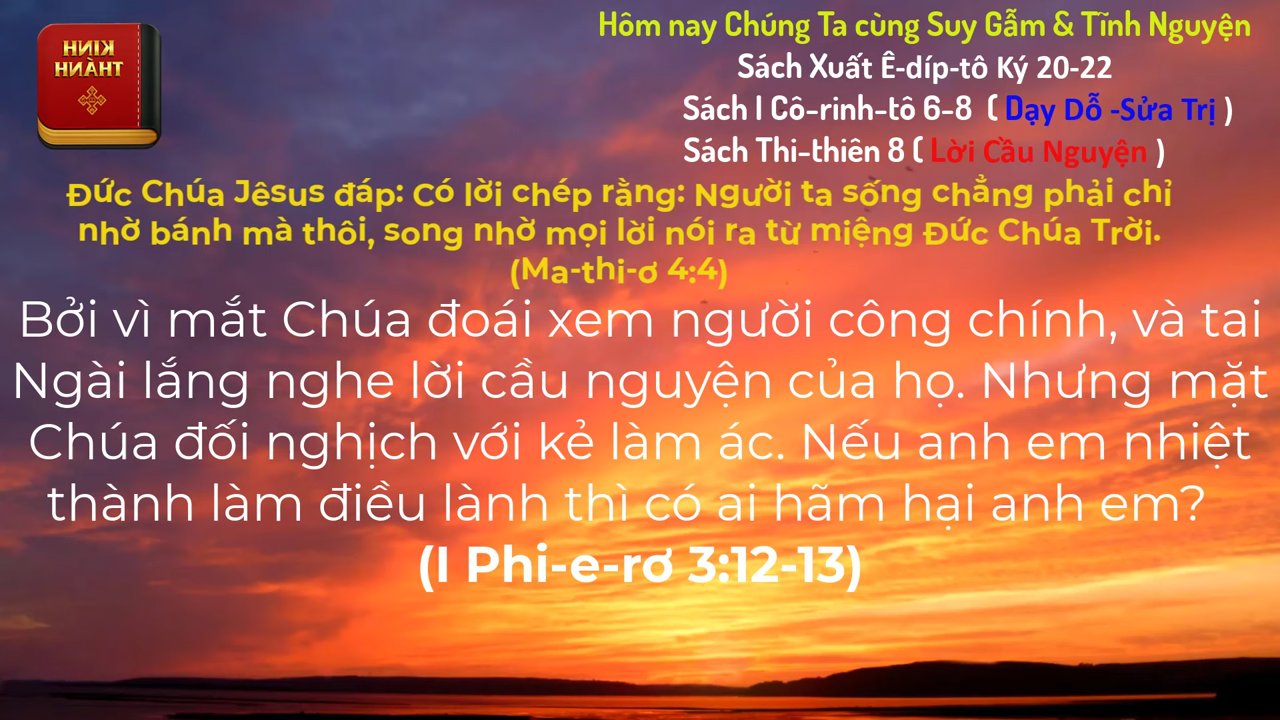 KINH
THÀNH
Hôm nay Chúng Ta cùng Suy Gẫm & Tĩnh Nguyện
Sách Xuất Ê-díp-tô Ký 20-22
Sách I Cô-rinh-tô 6-8 ( Dạy Dỗ -Sửa Trị )
Sách Thi-thiên 8 ( Lời Cầu Nguyện )
Đức Chúa Jêsus đáp: Có lời chép rằng: Người ta sống chẳng phải chỉ
nhờ bánh mà thôi, song nhờ mọi lời nói ra từ miệng Đức Chúa Trời.
(Ma-thi-ơ 4:4)
Bởi vì mắt Chúa đoái xem người công chính, và tai
Ngài lắng nghe lời cầu nguyện của họ. Nhưng mặt
Chúa đối nghịch với kẻ làm ác. Nếu anh em nhiệt
thành làm điều lành thì có ai hãm hại anh em?
(I Phi-e-rơ 3:12-13)